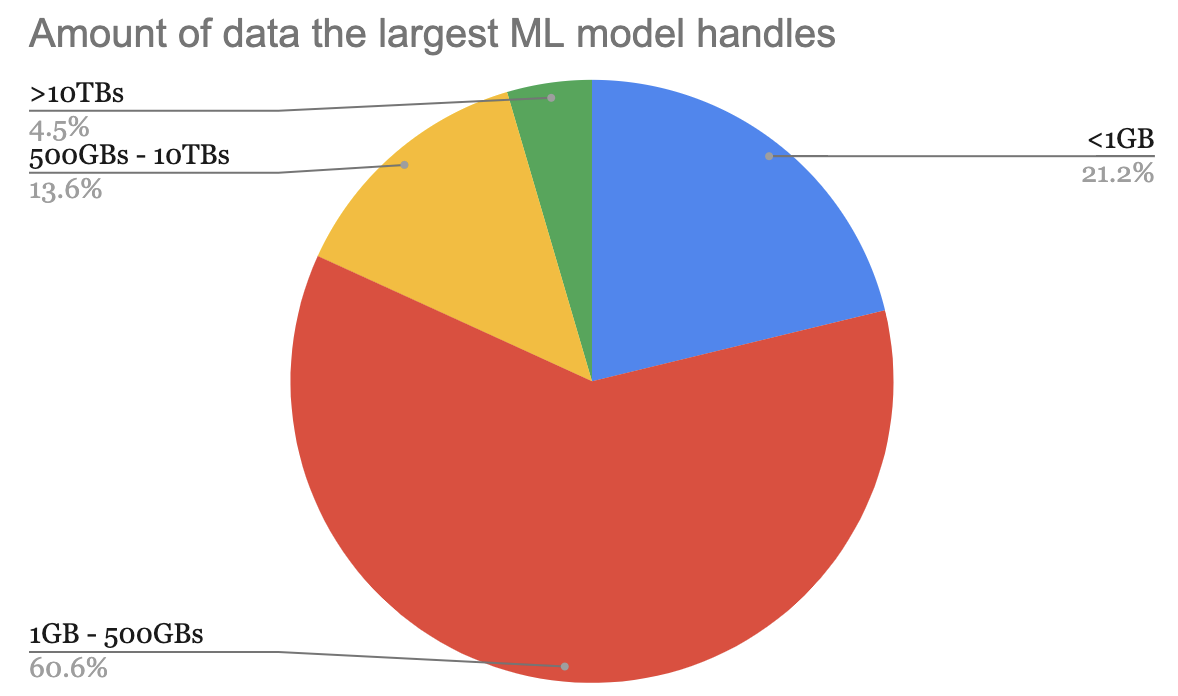 Amount of data the largest ML model handles
>10TBs
4.5%
500GBs - 10TBs
13.6%
<1GB
21.2%
1GB - 500GBs
60.6%